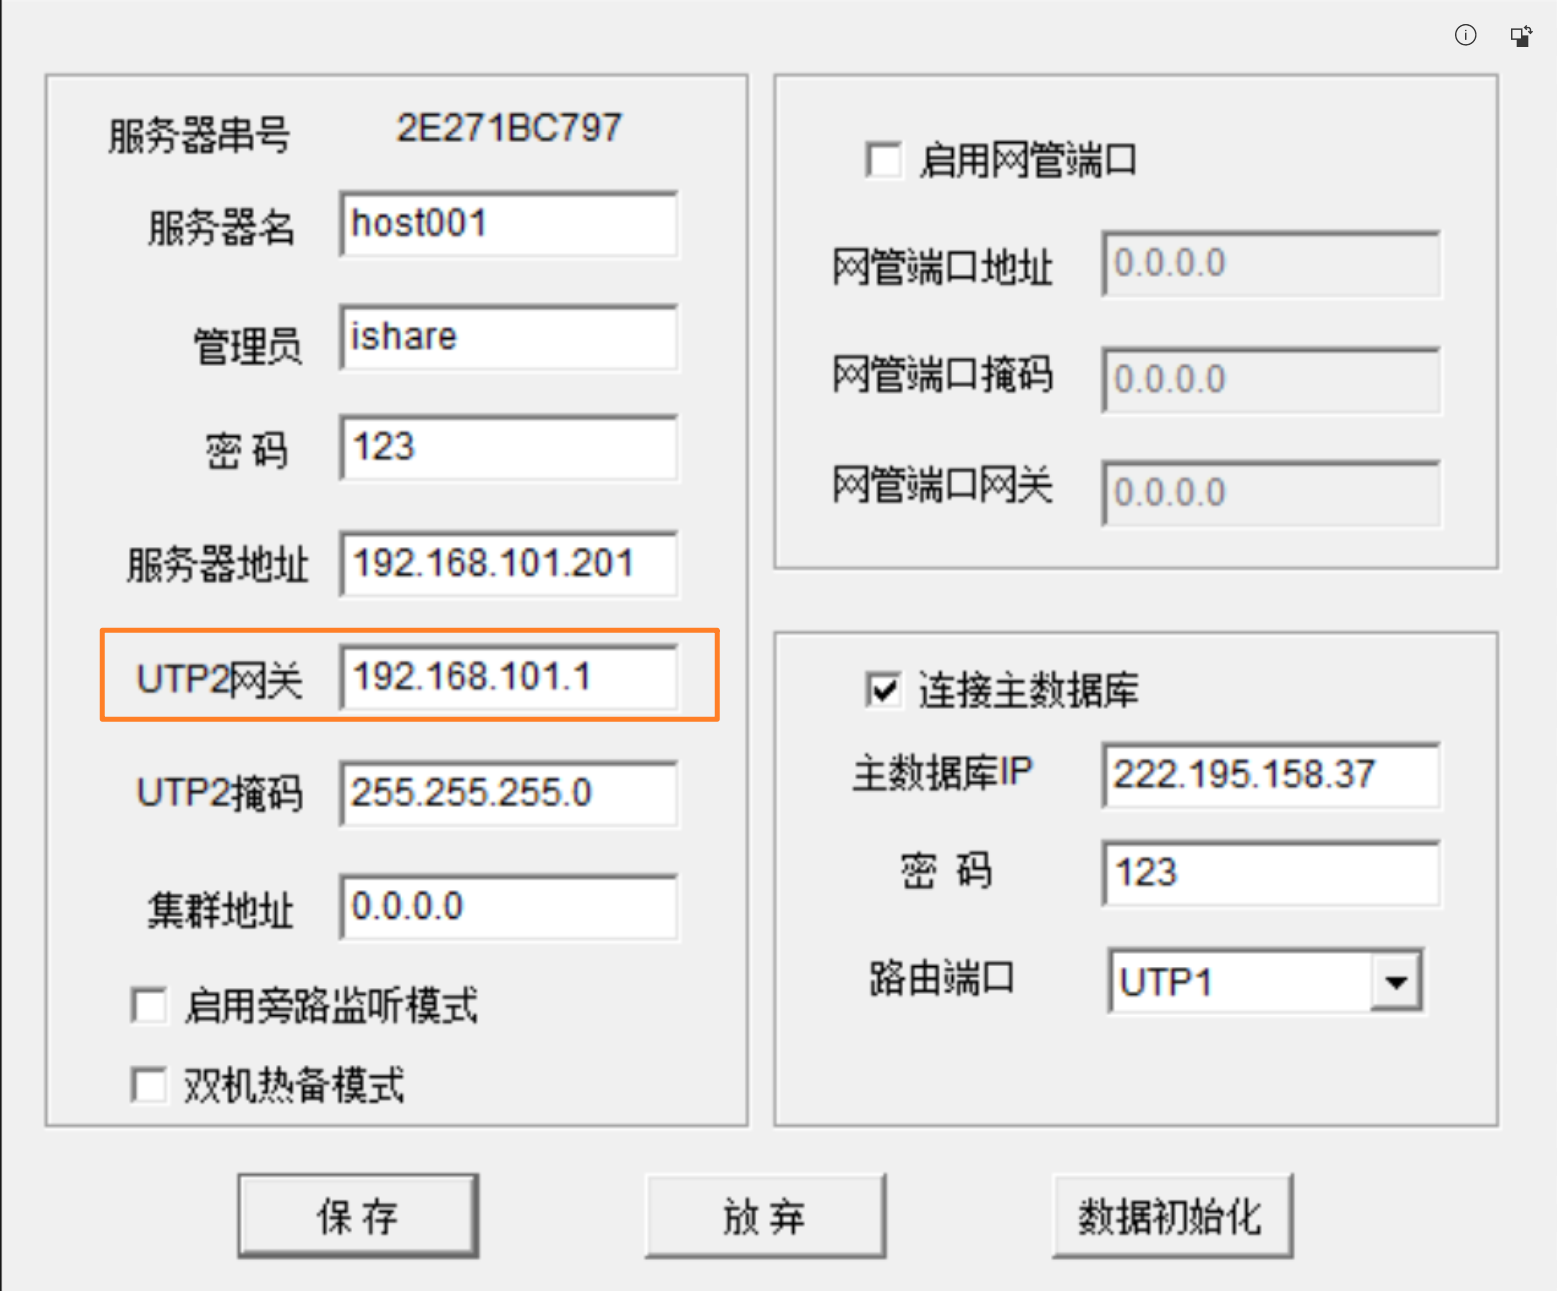 服务器串号 2E271BC797
服务器名 host001
管理员 ishare
密 码 123
服务器地址 192.168.101.201
UTP2网关 192.168.101.1
UTP2掩码 255.255.255.0
集群地址 0.0.0.0
启用旁路监听模式
双机热备模式
启用网管端口
网管端口地址 0.0.0.0
网管端口掩码 0.0.0.0
网管端口网关 0.0.0.0
连接主数据库
主数据库IP 222.195.158.37
密 码 123
路由端口 UTP1
保 存
放 弃
数据初始化